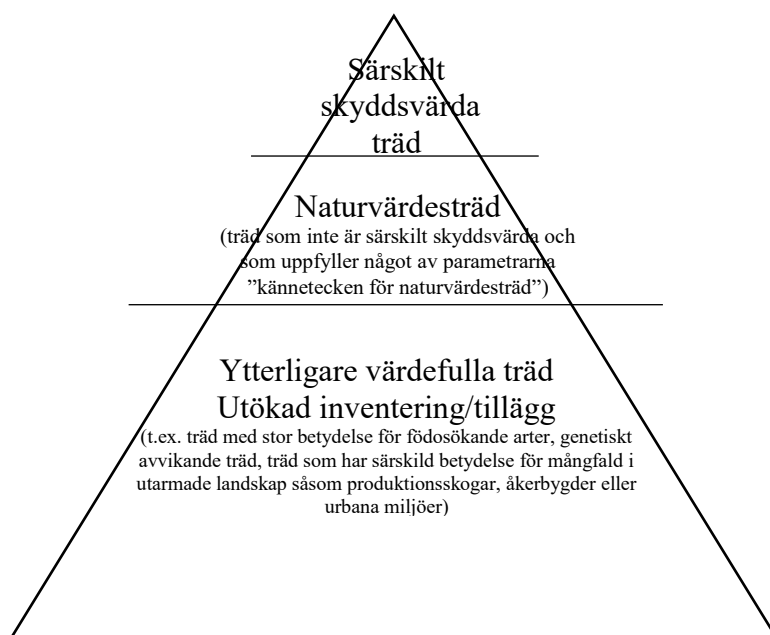 Särskilt
skyddsvärda
träd
Naturvärdesträd
(träd som inte är särskilt skyddsvärda och
som uppfyller något av parametrarna
”kännetecken för naturvärdesträd”)
Ytterligare värdefulla träd
Utökad inventering/tillägg
(t.ex. träd med stor betydelse för födosökande arter, genetiskt
avvikande träd, träd som har särskild betydelse för mångfald i
utarmade landskap såsom produktionsskogar, åkerbygder eller
urbana miljöer)